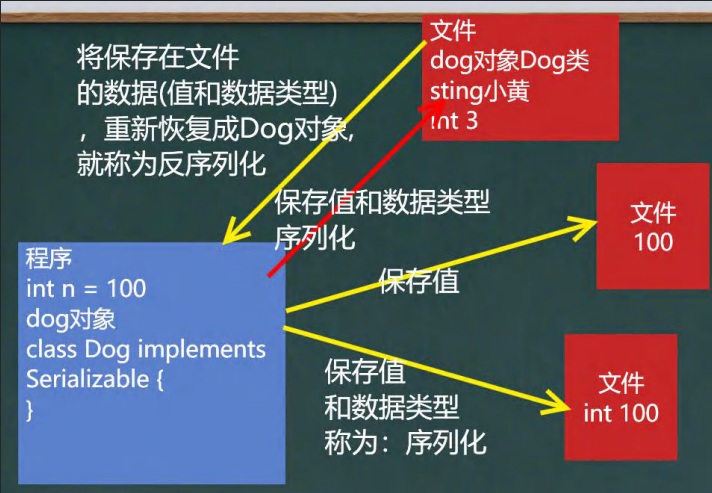 将保存在文件
的数据(值和数据类型)
，重新恢复成Dog对象,
就称为反序列化
文件
dog对象Dog类
sting小黄
int 3
保存值和数据类型
序列化
文件
100
保存值
程序
int n = 100
dog对象
class Dog implements
Serializable {
}
保存值
和数据类型
称为：序列化
文件
int 100